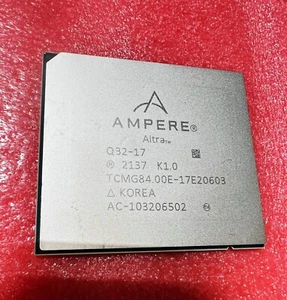 AMPERE®
Altra™
Q32-17
® 2137 K1.0
TCMG84.00E-17E20603
△ KOREA
AC-103206502